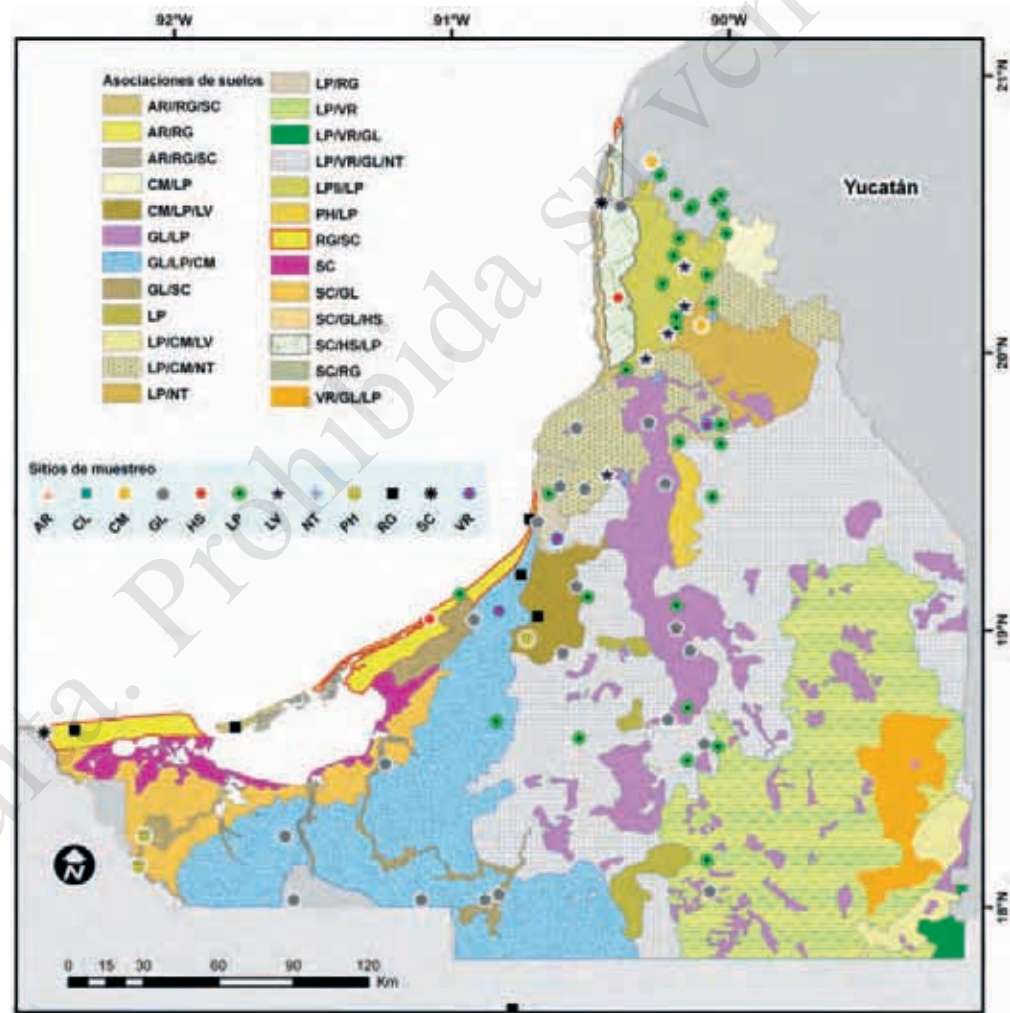 92°W 91°W 90°W
21°N
20°N
19°N
18°N
Asociaciones de suelos
ARI/RG/SC
AR/RG
AR/RG/SC
CM/LP
CM/LP/LV
GL/LP
GL/LP/CM
GL/SC
LP
LP/CM/LV
LP/CM/NT
LP/NT
LP/RG
LP/VR
LP/VR/GL
LP/VR/GL/NT
LPli/LP
PH/LP
RG/SC
SC
SC/GL
SC/GL/HS
SC/HS/LP
SC/RG
VR/GL/LP
Yucatán
Sitios de muestreo
AR CL CM GL HS LP LV NT PH RG SC VR
N
0 15 30 60 90 120
Km
Prohibida su